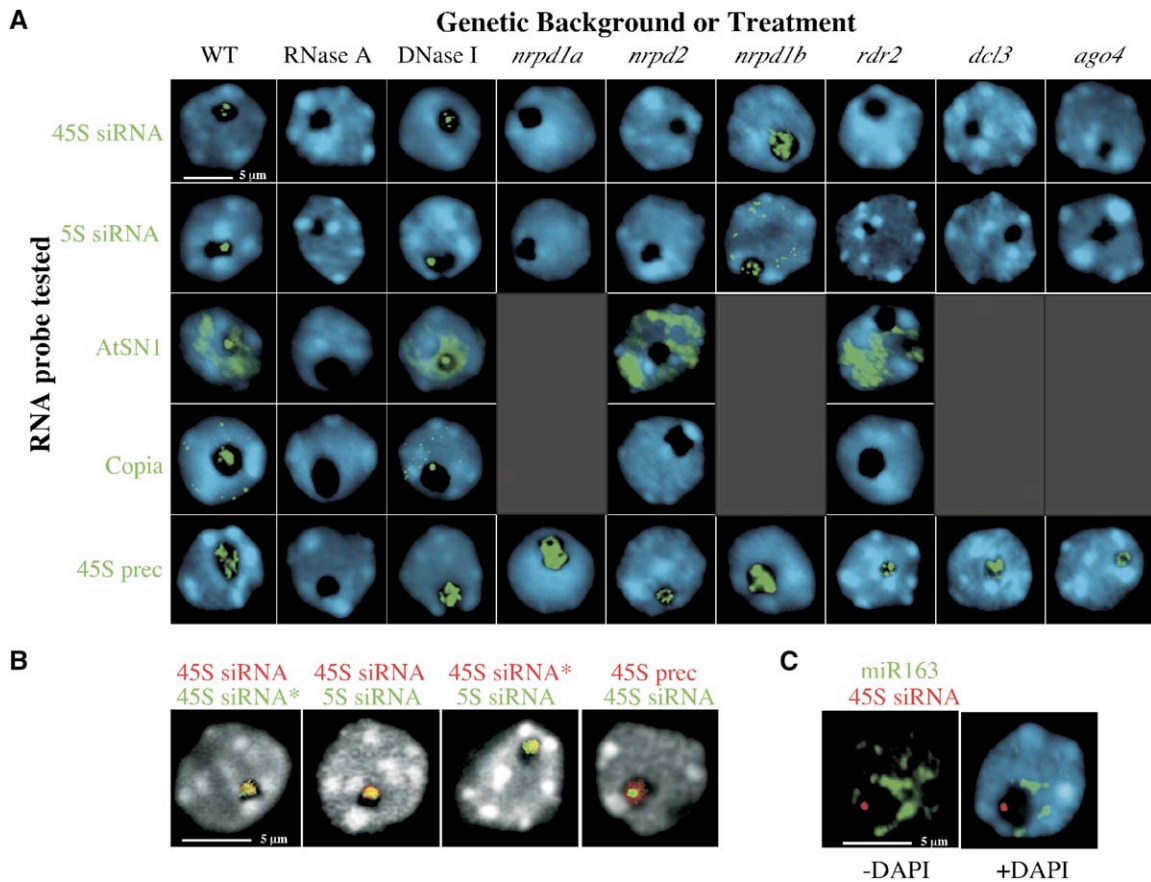 A
Genetic Background or Treatment
WT RNase A DNase I nrpd1a nrpd2 nrpd1b rdr2 dcl3 ago4
RNA probe tested
45S siRNA
5 µm
5S siRNA
AtSN1
Copia
45S prec
B
45S siRNA 45S siRNA 45S siRNA* 45S prec
45S siRNA* 5S siRNA 5S siRNA 45S siRNA
5 µm
C
miR163
45S siRNA
5 µm
-DAPI +DAPI